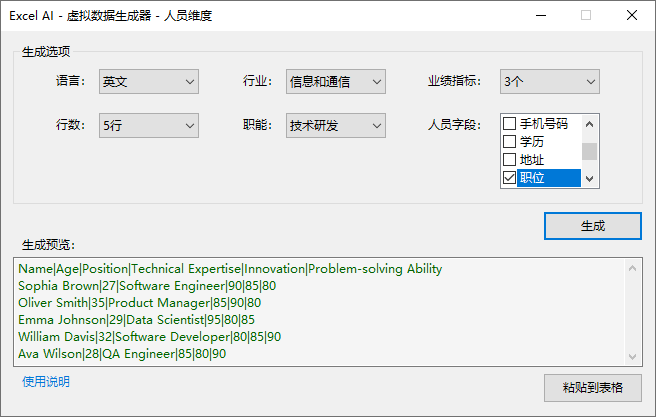 Excel AI - 虚拟数据生成器 - 人员维度
生成选项
语言： 英文 行业： 信息和通信 业绩指标： 3个
行数： 5行 职能： 技术研发 人员字段： 手机号码
学历
地址
职位
生成
生成预览：
Name|Age|Position|Technical Expertise|Innovation|Problem-solving Ability
Sophia Brown|27|Software Engineer|90|85|80
Oliver Smith|35|Product Manager|85|90|80
Emma Johnson|29|Data Scientist|95|80|85
William Davis|32|Software Developer|80|85|90
Ava Wilson|28|QA Engineer|85|80|90
使用说明
粘贴到表格